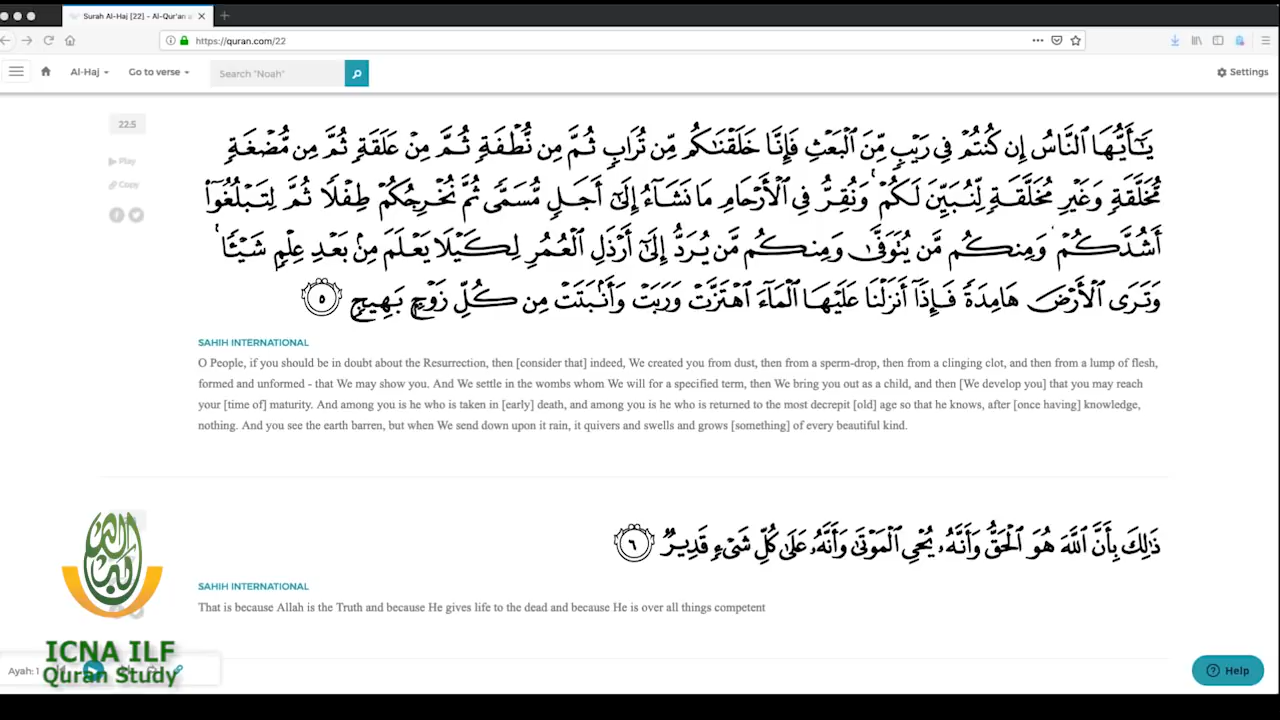 Surah Al-Haj [22] - Al-Qur'an a
https://quran.com/22
Al-Haj
Go to verse
Search "Noah"
Settings
22:5
Play
Copy
يَـٰٓأَيُّهَا ٱلنَّاسُ إِن كُنتُمْ فِى رَيْبٍ مِّنَ ٱلْبَعْثِ فَإِنَّا خَلَقْنَـٰكُم مِّن تُرَابٍ ثُمَّ مِن نُّطْفَةٍ ثُمَّ مِنْ عَلَقَةٍ ثُمَّ مِن مُّضْغَةٍ
مُّخَلَّقَةٍ وَغَيْرِ مُخَلَّقَةٍ لِّنُبَيِّنَ لَكُمْ ۚ وَنُقِرُّ فِى ٱلْأَرْحَامِ مَا نَشَآءُ إِلَىٰٓ أَجَلٍ مُّسَمًّى ثُمَّ نُخْرِجُكُمْ طِفْلًا ثُمَّ لِتَبْلُغُوٓا۟
أَشُدَّكُمْ ۖ وَمِنكُم مَّن يُتَوَفَّىٰ وَمِنكُم مَّن يُرَدُّ إِلَىٰٓ أَرْذَلِ ٱلْعُمُرِ لِكَيْلَا يَعْلَمَ مِنۢ بَعْدِ عِلْمٍ شَيْـًٔا ۚ
وَتَرَى ٱلْأَرْضَ هَامِدَةً فَإِذَآ أَنزَلْنَا عَلَيْهَا ٱلْمَآءَ ٱهْتَزَّتْ وَرَبَتْ وَأَنۢبَتَتْ مِن كُلِّ زَوْجٍۭ بَهِيجٍ ٥
SAHIH INTERNATIONAL
O People, if you should be in doubt about the Resurrection, then [consider that] indeed, We created you from dust, then from a sperm-drop, then from a clinging clot, and then from a lump of flesh,
formed and unformed - that We may show you. And We settle in the wombs whom We will for a specified term, then We bring you out as a child, and then [We develop you] that you may reach
your [time of] maturity. And among you is he who is taken in [early] death, and among you is he who is returned to the most decrepit [old] age so that he knows, after [once having] knowledge,
nothing. And you see the earth barren, but when We send down upon it rain, it quivers and swells and grows [something] of every beautiful kind.
ذَٰلِكَ بِأَنَّ ٱللَّهَ هُوَ ٱلْحَقُّ وَأَنَّهُۥ يُحْىِ ٱلْمَوْتَىٰ وَأَنَّهُۥ عَلَىٰ كُلِّ شَىْءٍ قَدِيرٌ ٦
SAHIH INTERNATIONAL
That is because Allah is the Truth and because He gives life to the dead and because He is over all things competent
ICNA ILF
Quran Study
Ayah: 1
Help